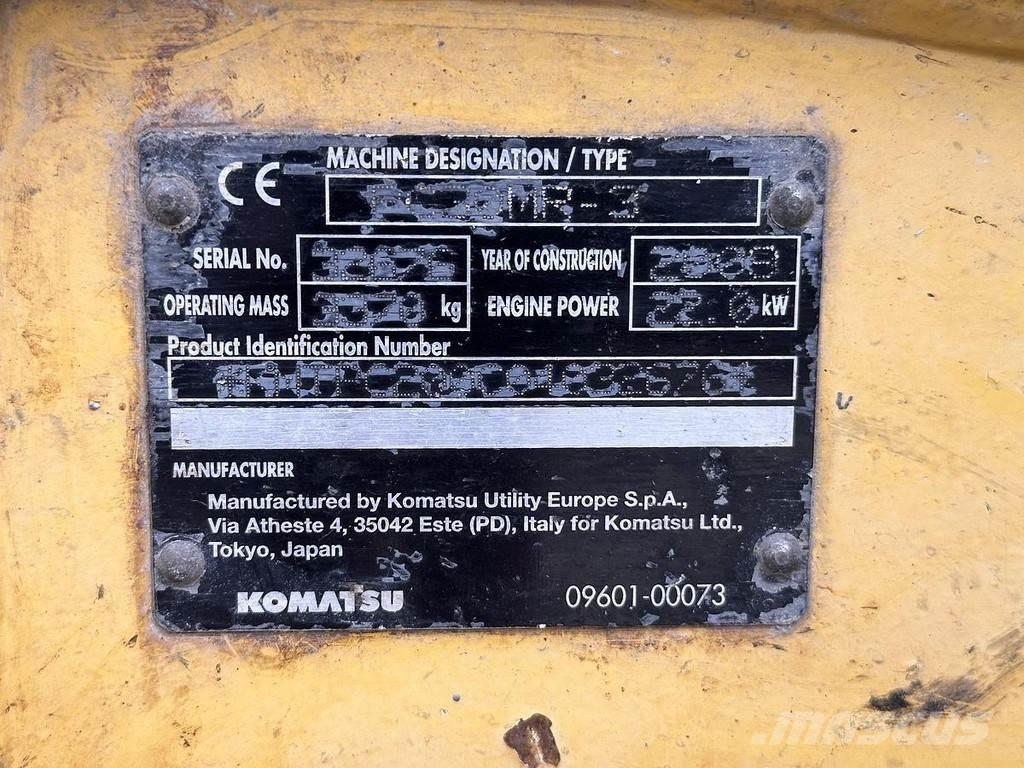 CE
MACHINE DESIGNATION / TYPE
SERIAL No.
YEAR OF CONSTRUCTION
OPERATING MASS kg
ENGINE POWER kW
Product Identification Number
MANUFACTURER
Manufactured by Komatsu Utility Europe S.p.A.,
Via Atheste 4, 35042 Este (PD), Italy for Komatsu Ltd.,
Tokyo, Japan
KOMATSU
09601-00073
mascus